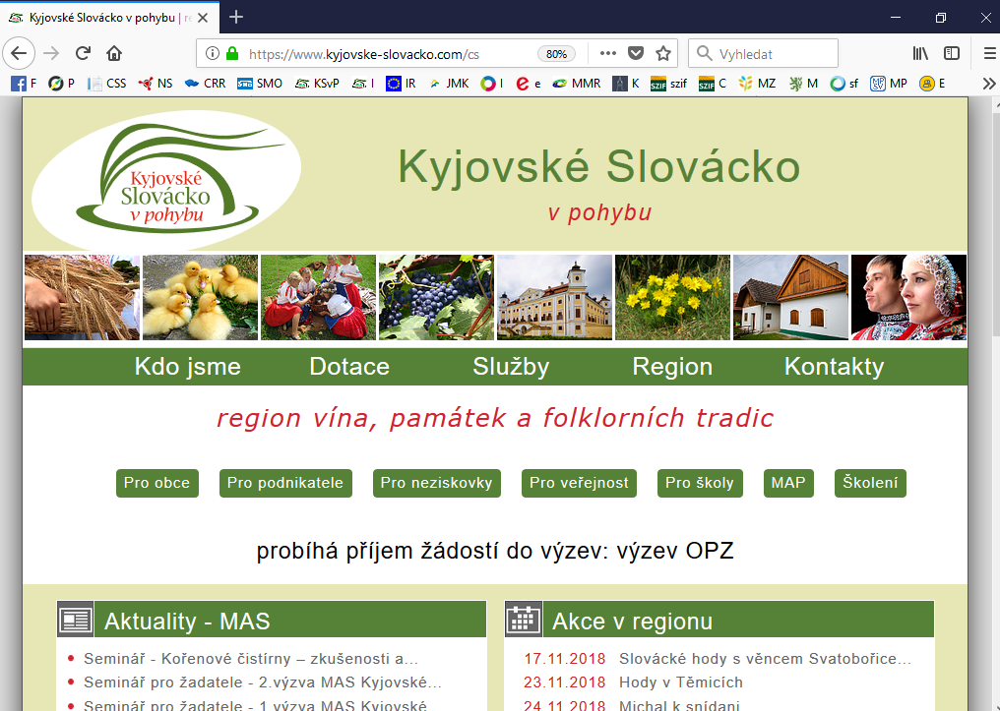 Kyjovské Slovácko v pohybu | re
https://www.kyjovske-slovacko.com/cs
80%
Vyhledat
F P CSS NS CRR SMO KSvP I IR JMK I e MMR K szif C MZ M sf MP E
Kyjovské
Slovácko
v pohybu
Kyjovské Slovácko
v pohybu
Kdo jsme Dotace Služby Region Kontakty
region vína, památek a folklorních tradic
Pro obce Pro podnikatele Pro neziskovky Pro veřejnost Pro školy MAP Školení
probíhá příjem žádostí do výzev: výzev OPZ
Aktuality - MAS
Seminář - Kořenové čistírny – zkušenosti a...
Seminář pro žadatele - 2.výzva MAS Kyjovské...
Seminář pro žadatele - 1.výzva MAS Kyjovské
Akce v regionu
17.11.2018 Slovácké hody s věncem Svatobořice...
23.11.2018 Hody v Těmicích
24.11.2018 Michal k snídani